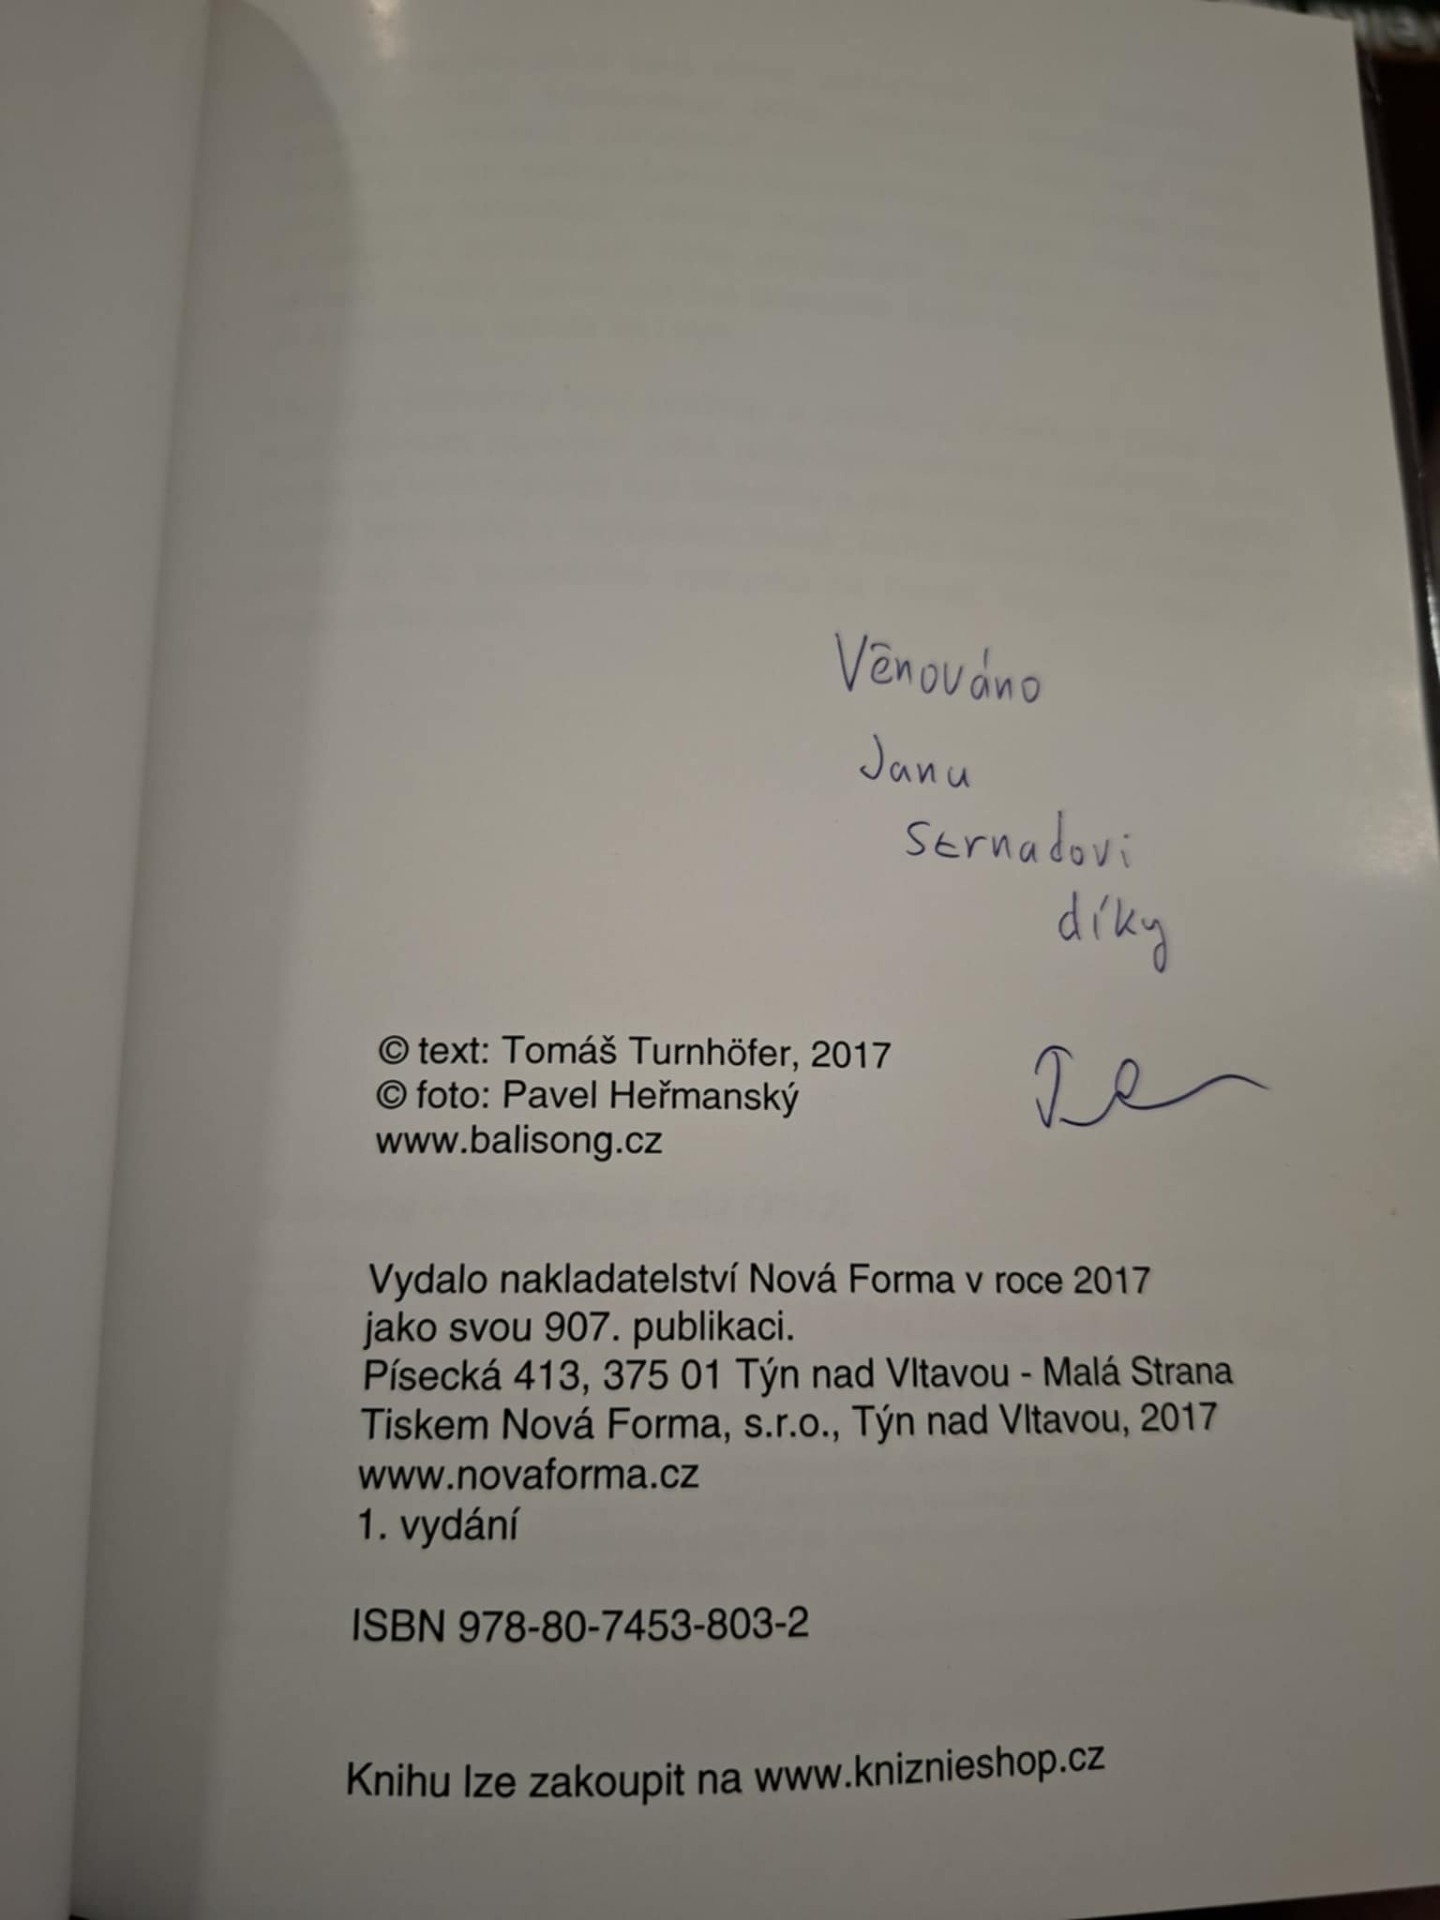 Věnováno
Janu
Strnadovi
díky
© text: Tomáš Turnhöfer, 2017
© foto: Pavel Heřmanský
www.balisong.cz
Vydalo nakladatelství Nová Forma v roce 2017
jako svou 907. publikaci.
Písecká 413, 375 01 Týn nad Vltavou - Malá Strana
Tiskem Nová Forma, s.r.o., Týn nad Vltavou, 2017
www.novaforma.cz
1. vydání
ISBN 978-80-7453-803-2
Knihu lze zakoupit na www.kniznieshop.cz